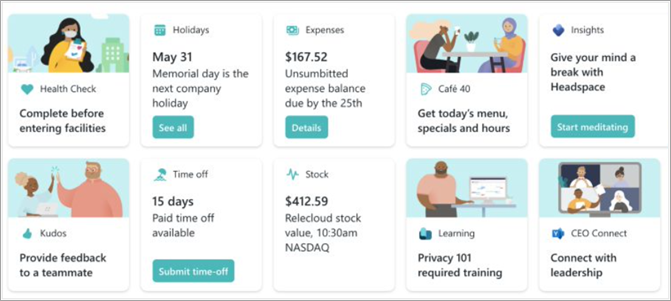 Health Check
Complete before
entering facilities
Holidays
May 31
Memorial day is the
next company
holiday
See all
Expenses
$167.52
Unsumbitted
expense balance
due by the 25th
Details
Café 40
Get today's menu,
specials and hours
Insights
Give your mind a
break with
Headspace
Start meditating
Kudos
Provide feedback
to a teammate
Time off
15 days
Paid time off
available
Submit time-off
Stock
$412.59
Relecloud stock
value, 10:30am
NASDAQ
Learning
Privacy 101
required training
CEO Connect
Connect with
leadership